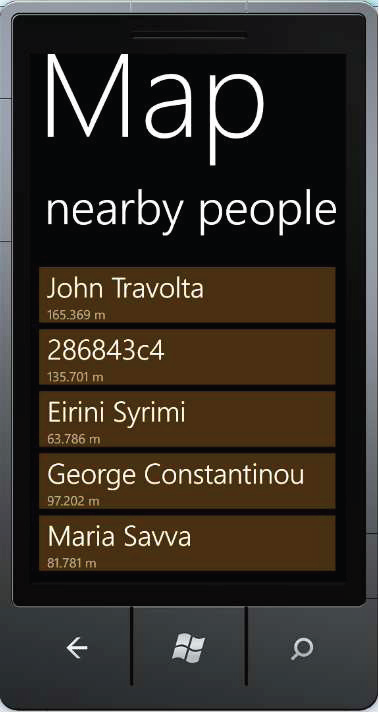 Map
nearby people
John Travolta
165.369 m
286843c4
135.701 m
Eirini Syrimi
63.786 m
George Constantinou
97.202 m
Maria Savva
81.781 m